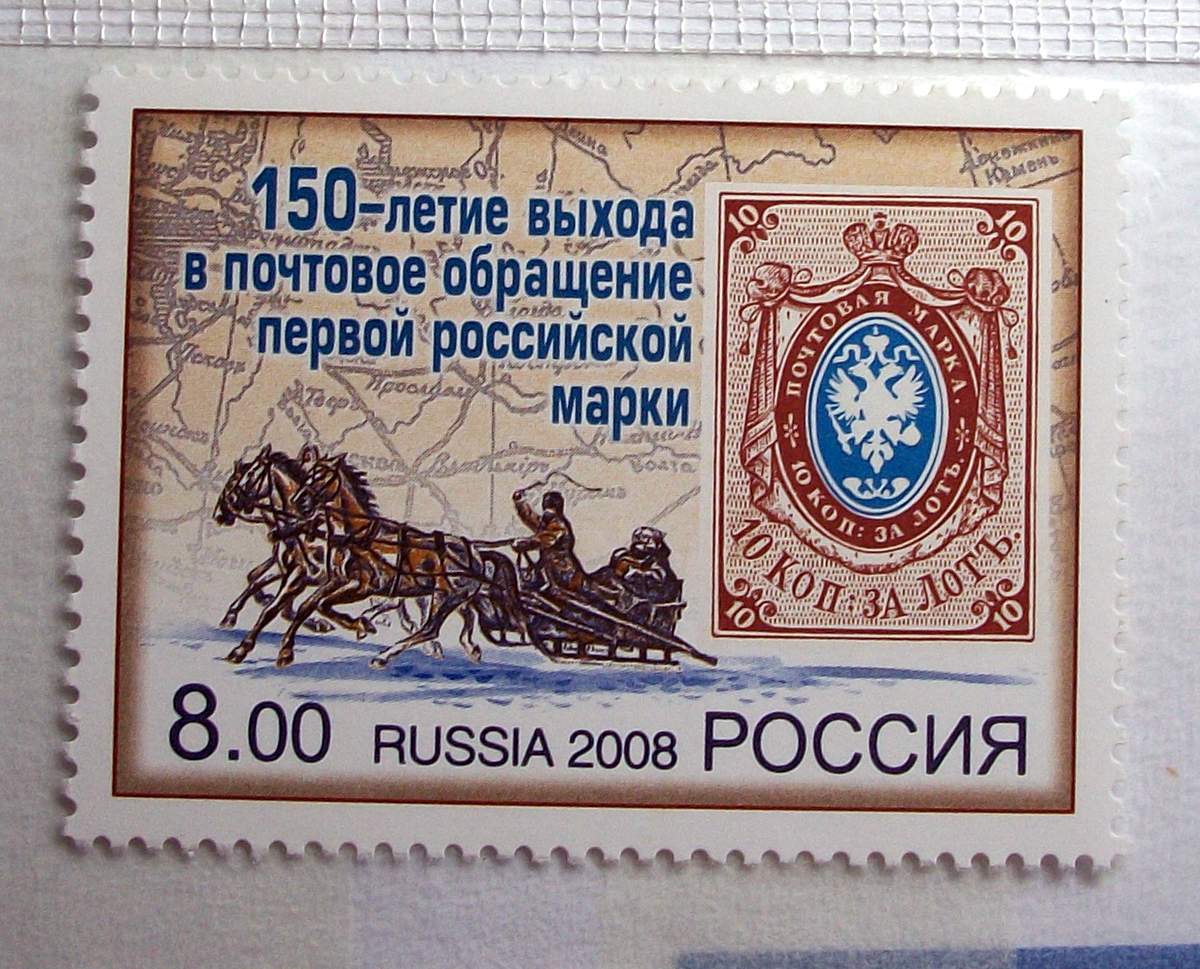 150-летие выхода
в почтовое обращение
первой российской
марки
10 10
ПОЧТОВАЯ МАРКА.
10 КОП: ЗА ЛОТЪ.
10 КОП: ЗА ЛОТЪ.
10 10
8.00 RUSSIA 2008 РОССИЯ